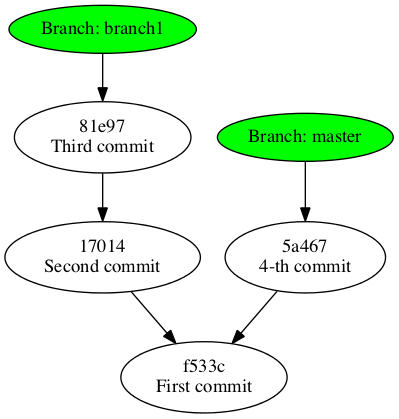 Branch: branch1
81e97
Third commit
Branch: master
17014
Second commit
5a467
4-th commit
f533c
First commit